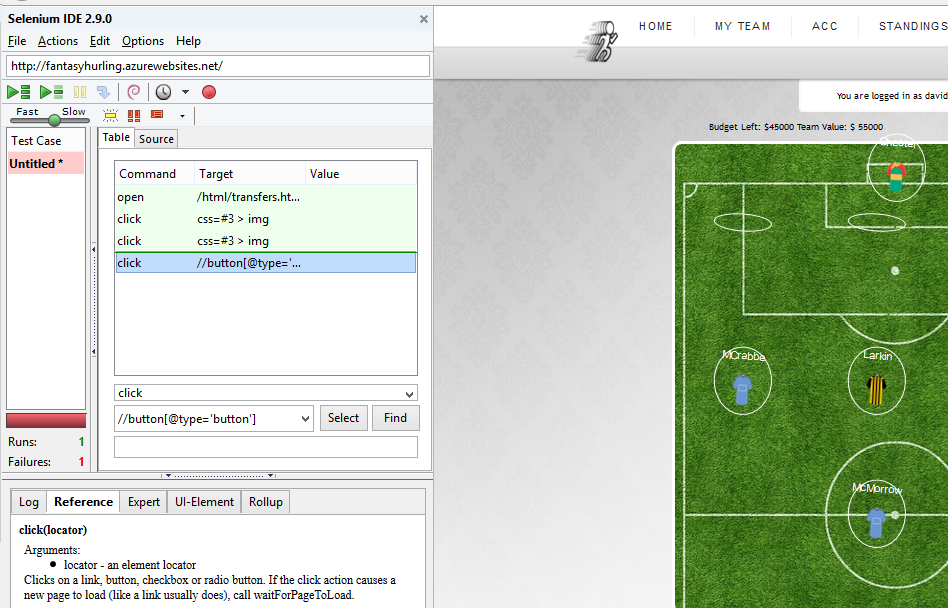 Selenium IDE 2.9.0
File Actions Edit Options Help
http://fantasyhurling.azurewebsites.net/
Fast Slow
Test Case
Untitled *
Table Source
Command Target Value
open /html/transfers.ht...
click css=#3 > img
click css=#3 > img
click //button[@type='...
click
//button[@type='button'] Select Find
Runs: 1
Failures: 1
Log Reference Expert UI-Element Rollup
click(locator)
Arguments:
locator - an element locator
Clicks on a link, button, checkbox or radio button. If the click action causes a
new page to load (like a link usually does), call waitForPageToLoad.
HOME MY TEAM ACC STANDINGS
You are logged in as david
Budget Left: $45000 Team Value: $ 55000
McCrabbe Larkin
McMorrow